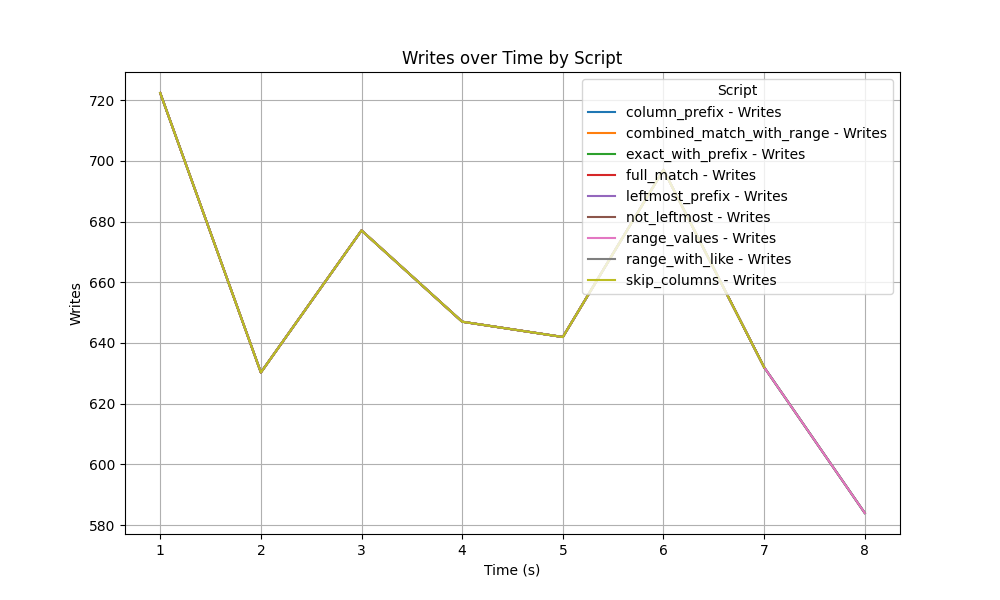 Writes over Time by Script
Script
column_prefix - Writes
combined_match_with_range - Writes
exact_with_prefix - Writes
full_match - Writes
leftmost_prefix - Writes
not_leftmost - Writes
range_values - Writes
range_with_like - Writes
skip_columns - Writes
Writes
720
700
680
660
640
620
600
580
1 2 3 4 5 6 7 8
Time (s)